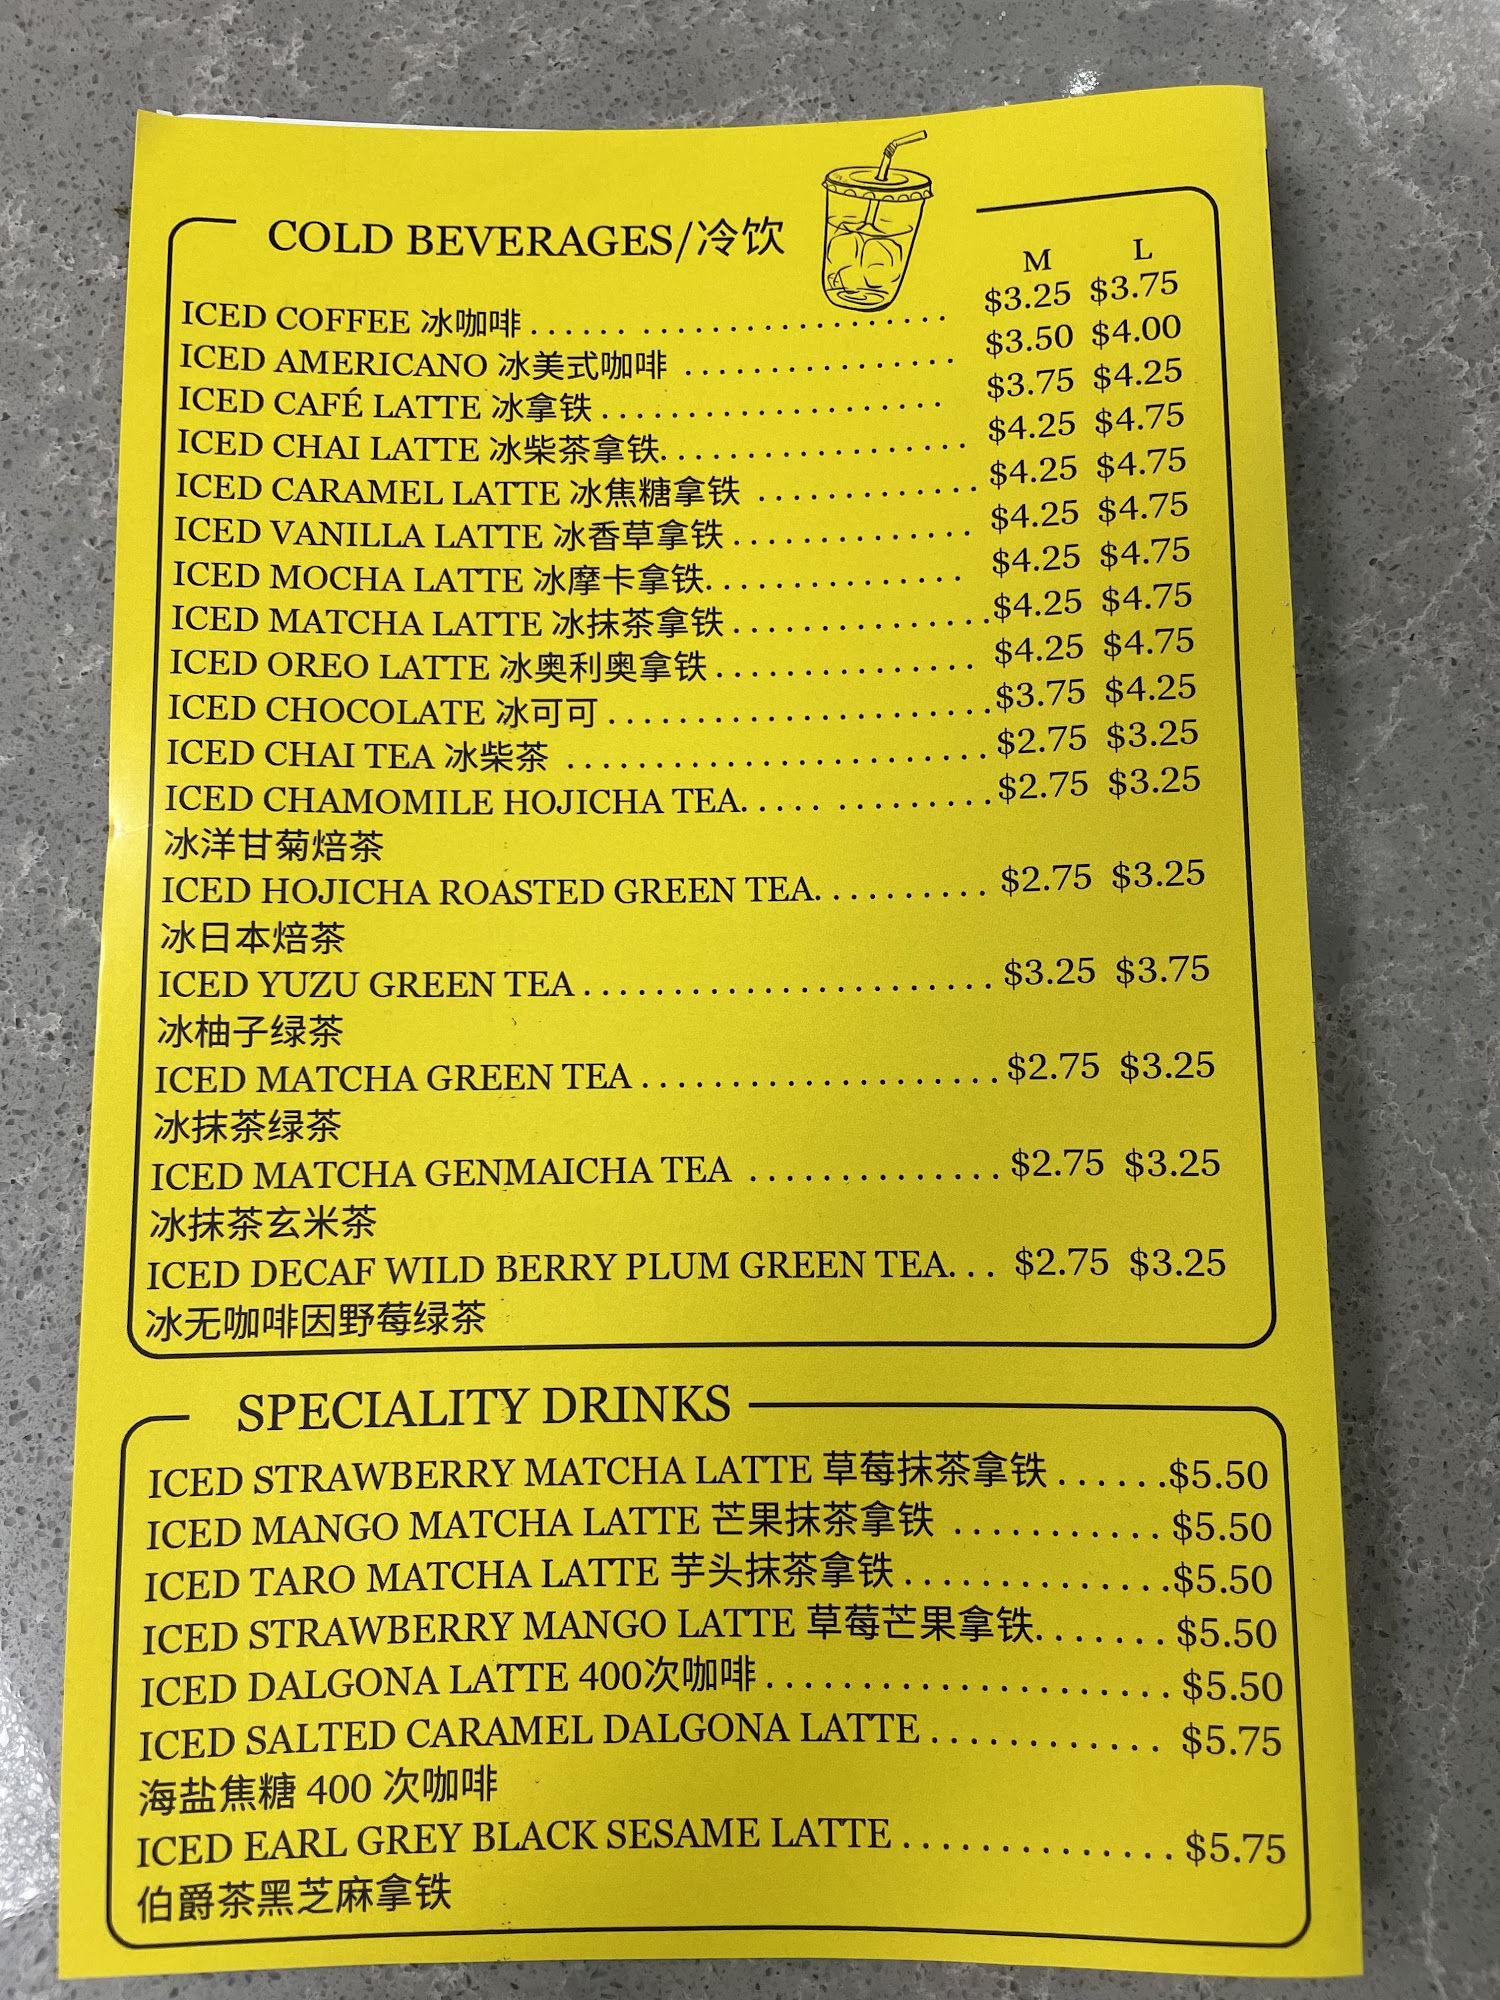 COLD BEVERAGES/冷饮
M L
ICED COFFEE 冰咖啡 $3.25 $3.75
ICED AMERICANO 冰美式咖啡 $3.50 $4.00
ICED CAFÉ LATTE 冰拿铁 $3.75 $4.25
ICED CHAI LATTE 冰柴茶拿铁 $4.25 $4.75
ICED CARAMEL LATTE 冰焦糖拿铁 $4.25 $4.75
ICED VANILLA LATTE 冰香草拿铁 $4.25 $4.75
ICED MOCHA LATTE 冰摩卡拿铁 $4.25 $4.75
ICED MATCHA LATTE 冰抹茶拿铁 $4.25 $4.75
ICED OREO LATTE 冰奥利奥拿铁 $4.25 $4.75
ICED CHOCOLATE 冰可可 $3.75 $4.25
ICED CHAI TEA 冰柴茶 $2.75 $3.25
ICED CHAMOMILE HOJICHA TEA $2.75 $3.25
冰洋甘菊焙茶
ICED HOJICHA ROASTED GREEN TEA $2.75 $3.25
冰日本焙茶
ICED YUZU GREEN TEA $3.25 $3.75
冰柚子绿茶
ICED MATCHA GREEN TEA $2.75 $3.25
冰抹茶绿茶
ICED MATCHA GENMAICHA TEA $2.75 $3.25
冰抹茶玄米茶
ICED DECAF WILD BERRY PLUM GREEN TEA $2.75 $3.25
冰无咖啡因野莓绿茶
SPECIALITY DRINKS
ICED STRAWBERRY MATCHA LATTE 草莓抹茶拿铁 $5.50
ICED MANGO MATCHA LATTE 芒果抹茶拿铁 $5.50
ICED TARO MATCHA LATTE 芋头抹茶拿铁 $5.50
ICED STRAWBERRY MANGO LATTE 草莓芒果拿铁 $5.50
ICED DALGONA LATTE 400次咖啡 $5.50
ICED SALTED CARAMEL DALGONA LATTE $5.75
海盐焦糖 400 次咖啡
ICED EARL GREY BLACK SESAME LATTE $5.75
伯爵茶黑芝麻拿铁